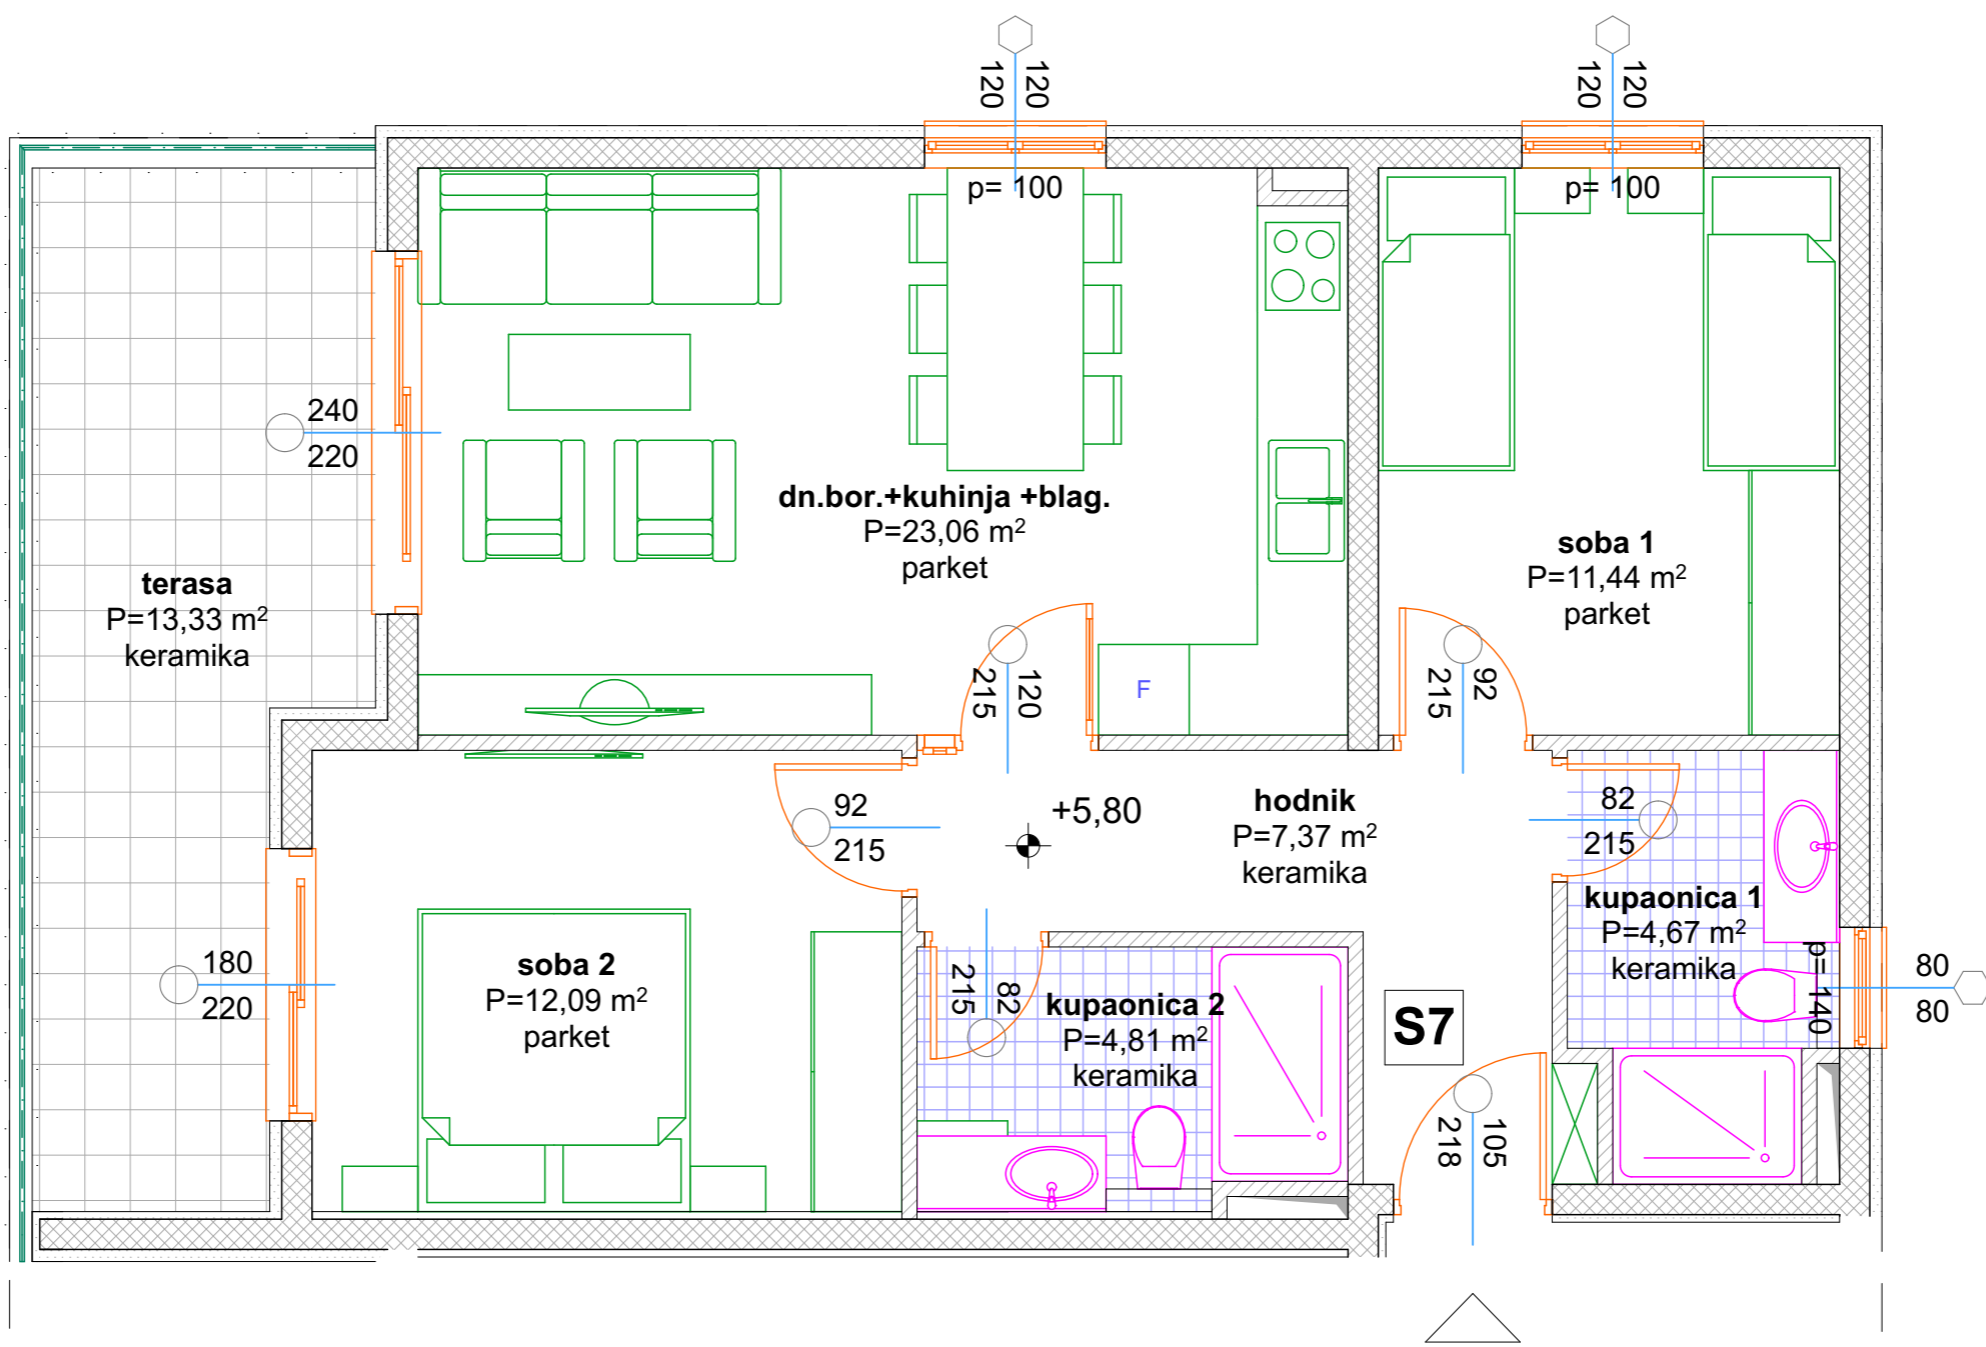 120
120
120
120
p= 100
p= 100
240
220
dn.bor.+kuhinja +blag.
P=23,06 m²
parket
soba 1
P=11,44 m²
parket
terasa
P=13,33 m²
keramika
120
215
F
92
215
92
215
+5,80
hodnik
P=7,37 m²
keramika
82
215
kupaonica 1
P=4,67 m²
keramika
p= 140
80
80
180
220
soba 2
P=12,09 m²
parket
82
215
kupaonica 2
P=4,81 m²
keramika
S7
105
218